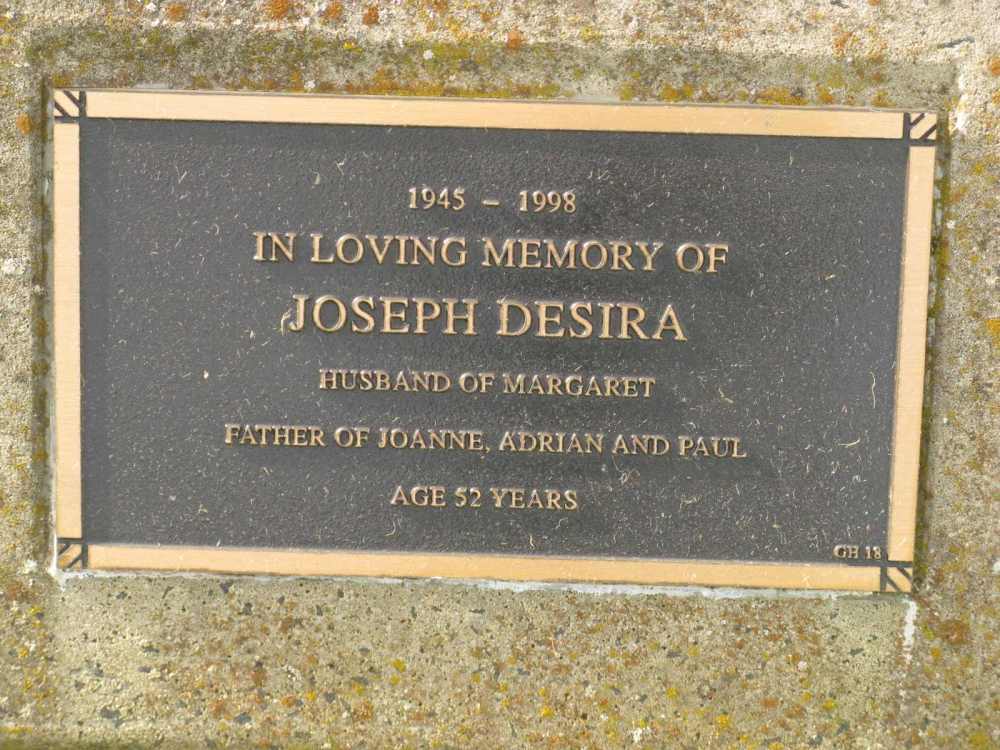 1945 – 1998
IN LOVING MEMORY OF
JOSEPH DESIRA
HUSBAND OF MARGARET
FATHER OF JOANNE, ADRIAN AND PAUL
AGE 52 YEARS
GH 18